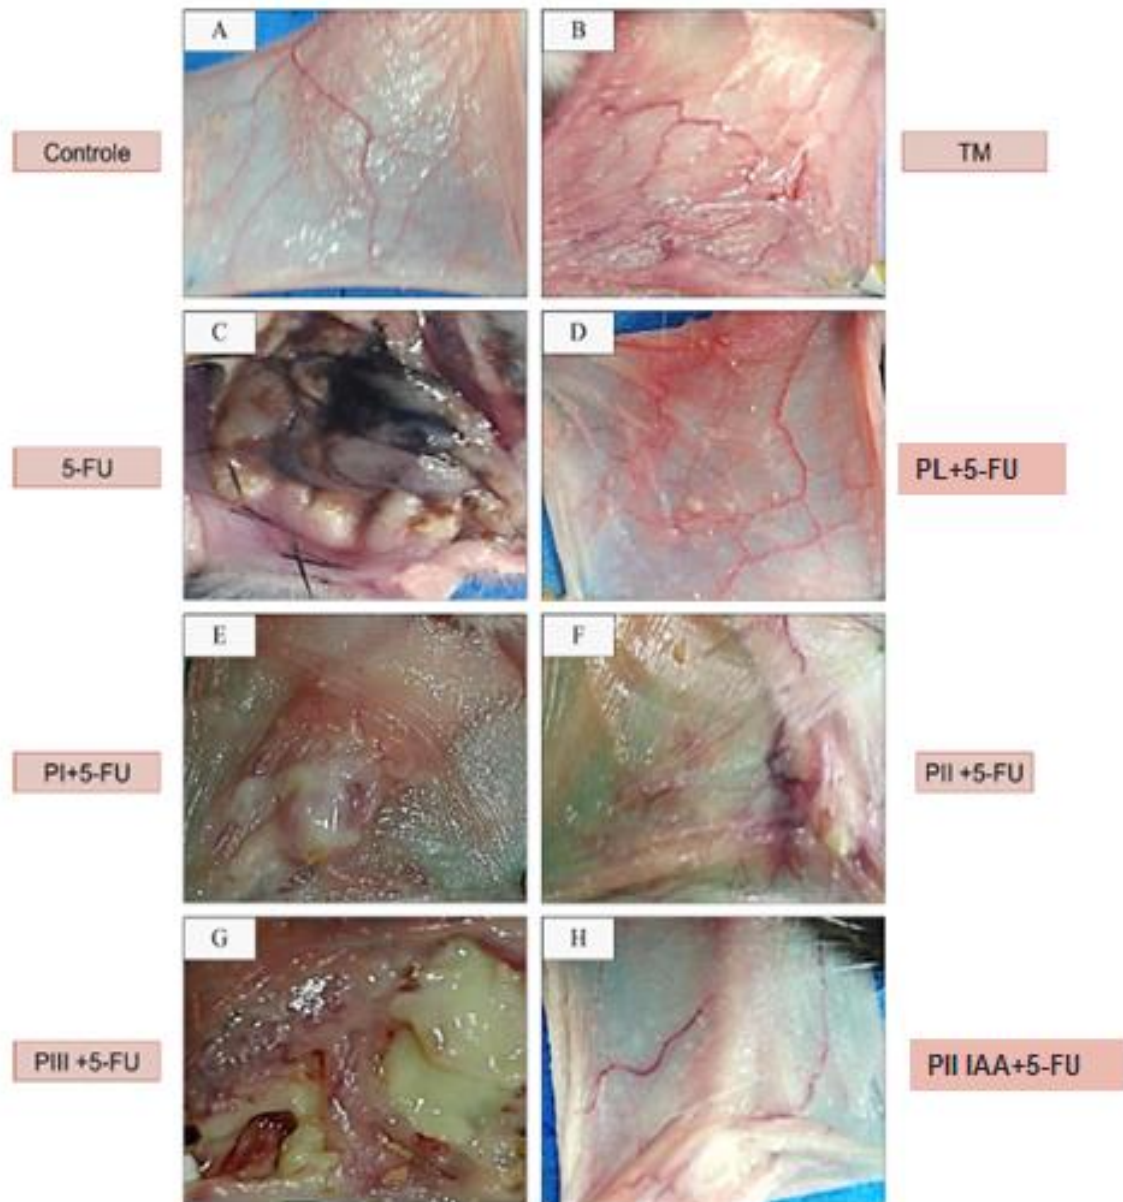 A
B
Controle
TM
C
D
5-FU
PL+5-FU
E
F
PI+5-FU
PII +5-FU
G
H
PIII +5-FU
PII IAA+5-FU